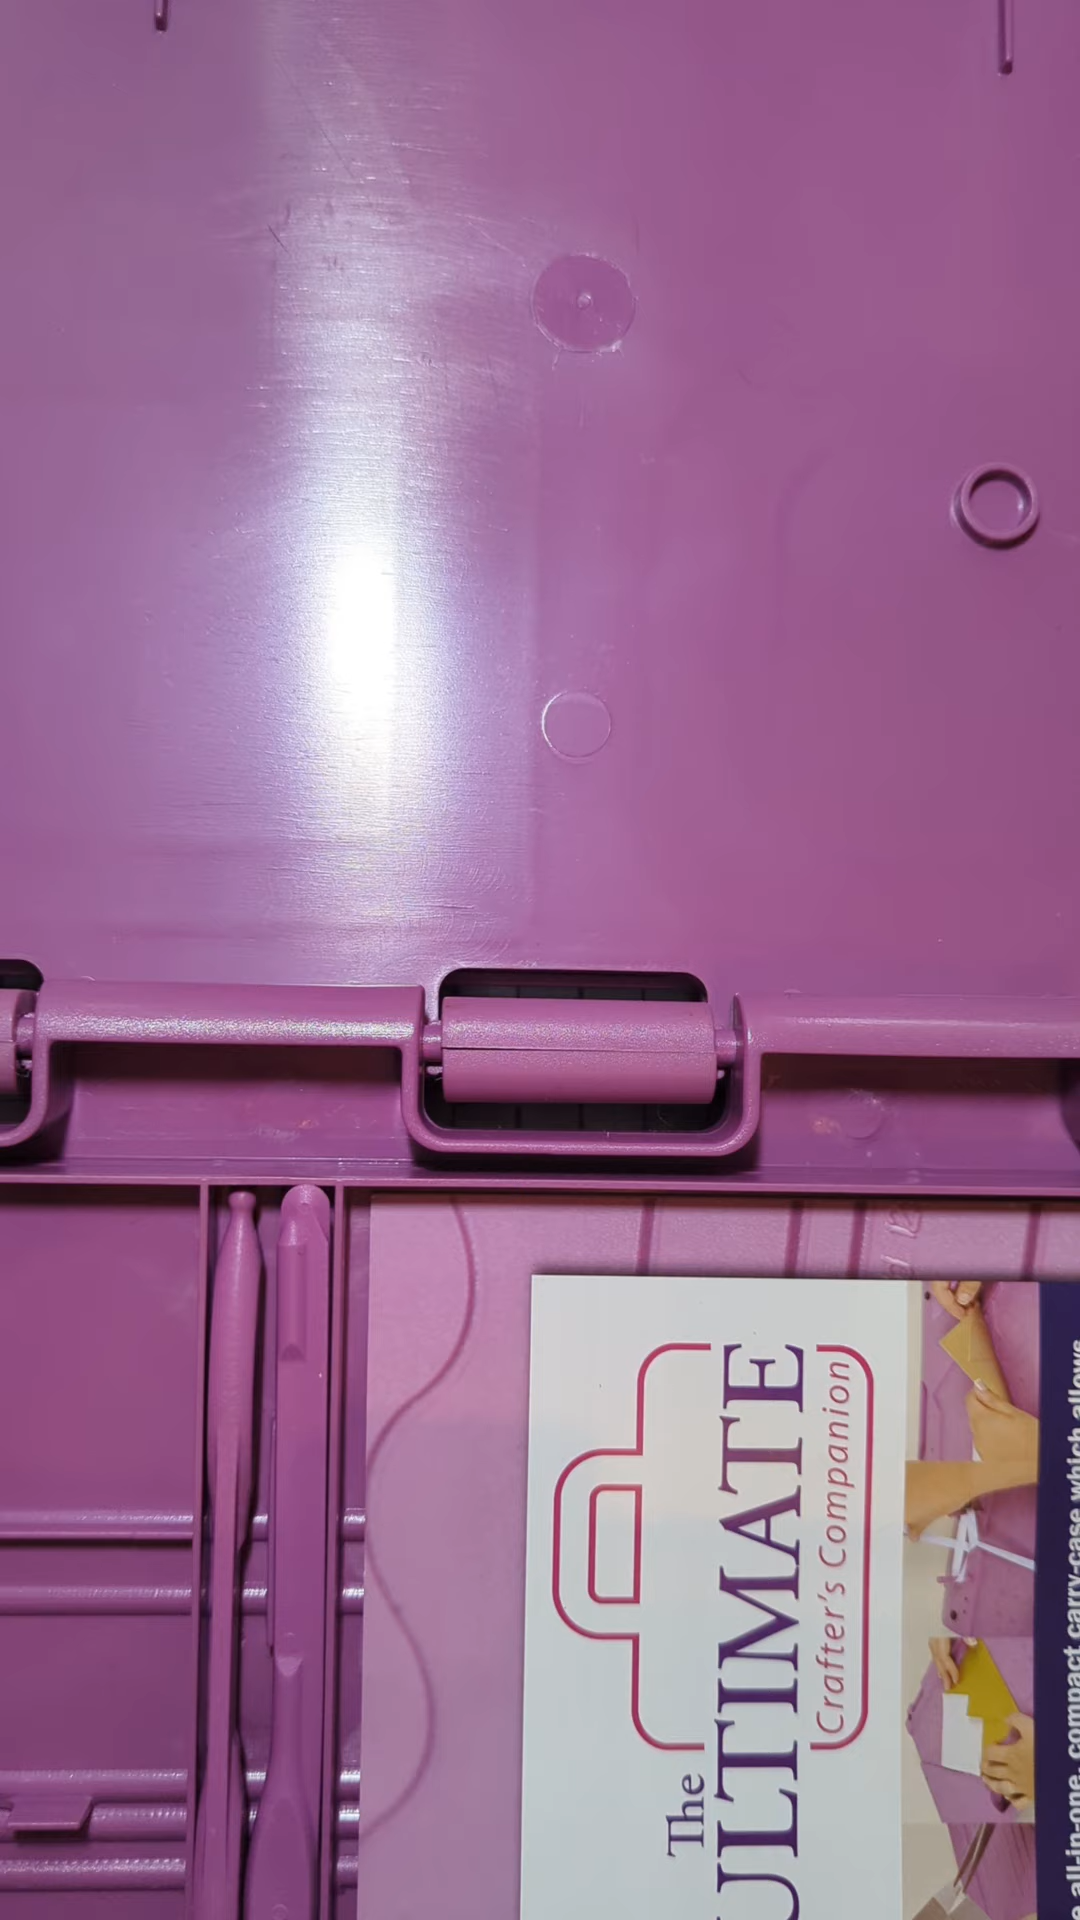 The
ULTIMATE
Crafter's Companion
all-in-one, compact carry-case which allows